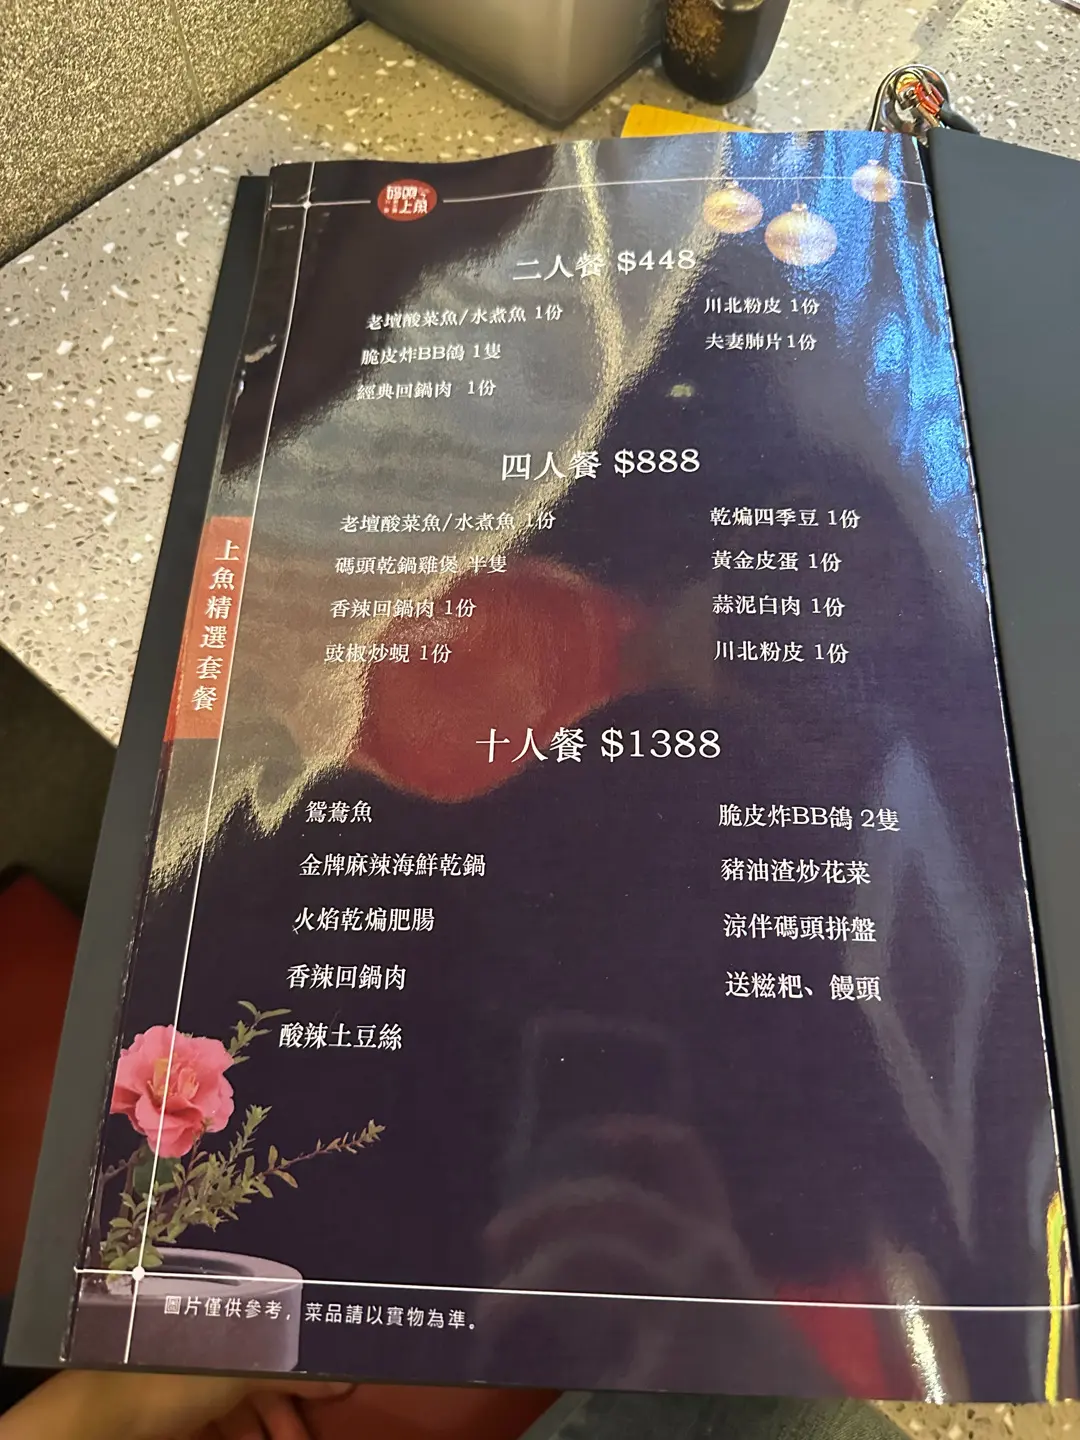 碼頭
上魚
二人餐 $448
老壇酸菜魚/水煮魚 1份
脆皮炸BB鴿 1隻
經典回鍋肉 1份
川北粉皮 1份
夫妻肺片 1份
四人餐 $888
老壇酸菜魚/水煮魚 1份
碼頭乾鍋雞煲 半隻
香辣回鍋肉 1份
豉椒炒蜆 1份
乾煸四季豆 1份
黃金皮蛋 1份
蒜泥白肉 1份
川北粉皮 1份
上魚精選套餐
十人餐 $1388
鴛鴦魚
金牌麻辣海鮮乾鍋
火焰乾煸肥腸
香辣回鍋肉
酸辣土豆絲
脆皮炸BB鴿 2隻
豬油渣炒花菜
涼伴碼頭拼盤
送糍粑、饅頭
圖片僅供參考，菜品請以實物為準。